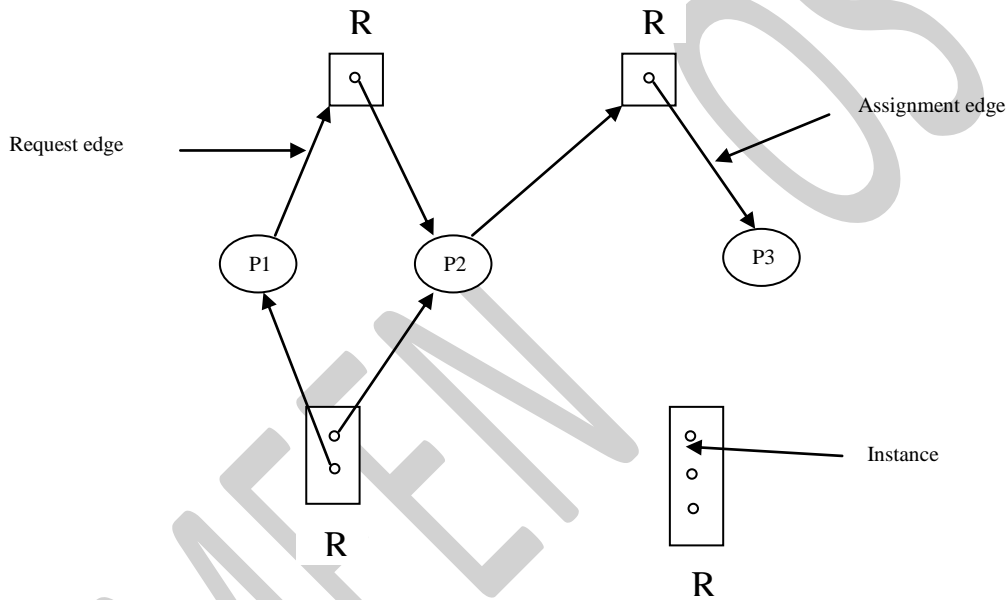 R
R
Assignment edge
Request edge
P1
P2
P3
Instance
R
R